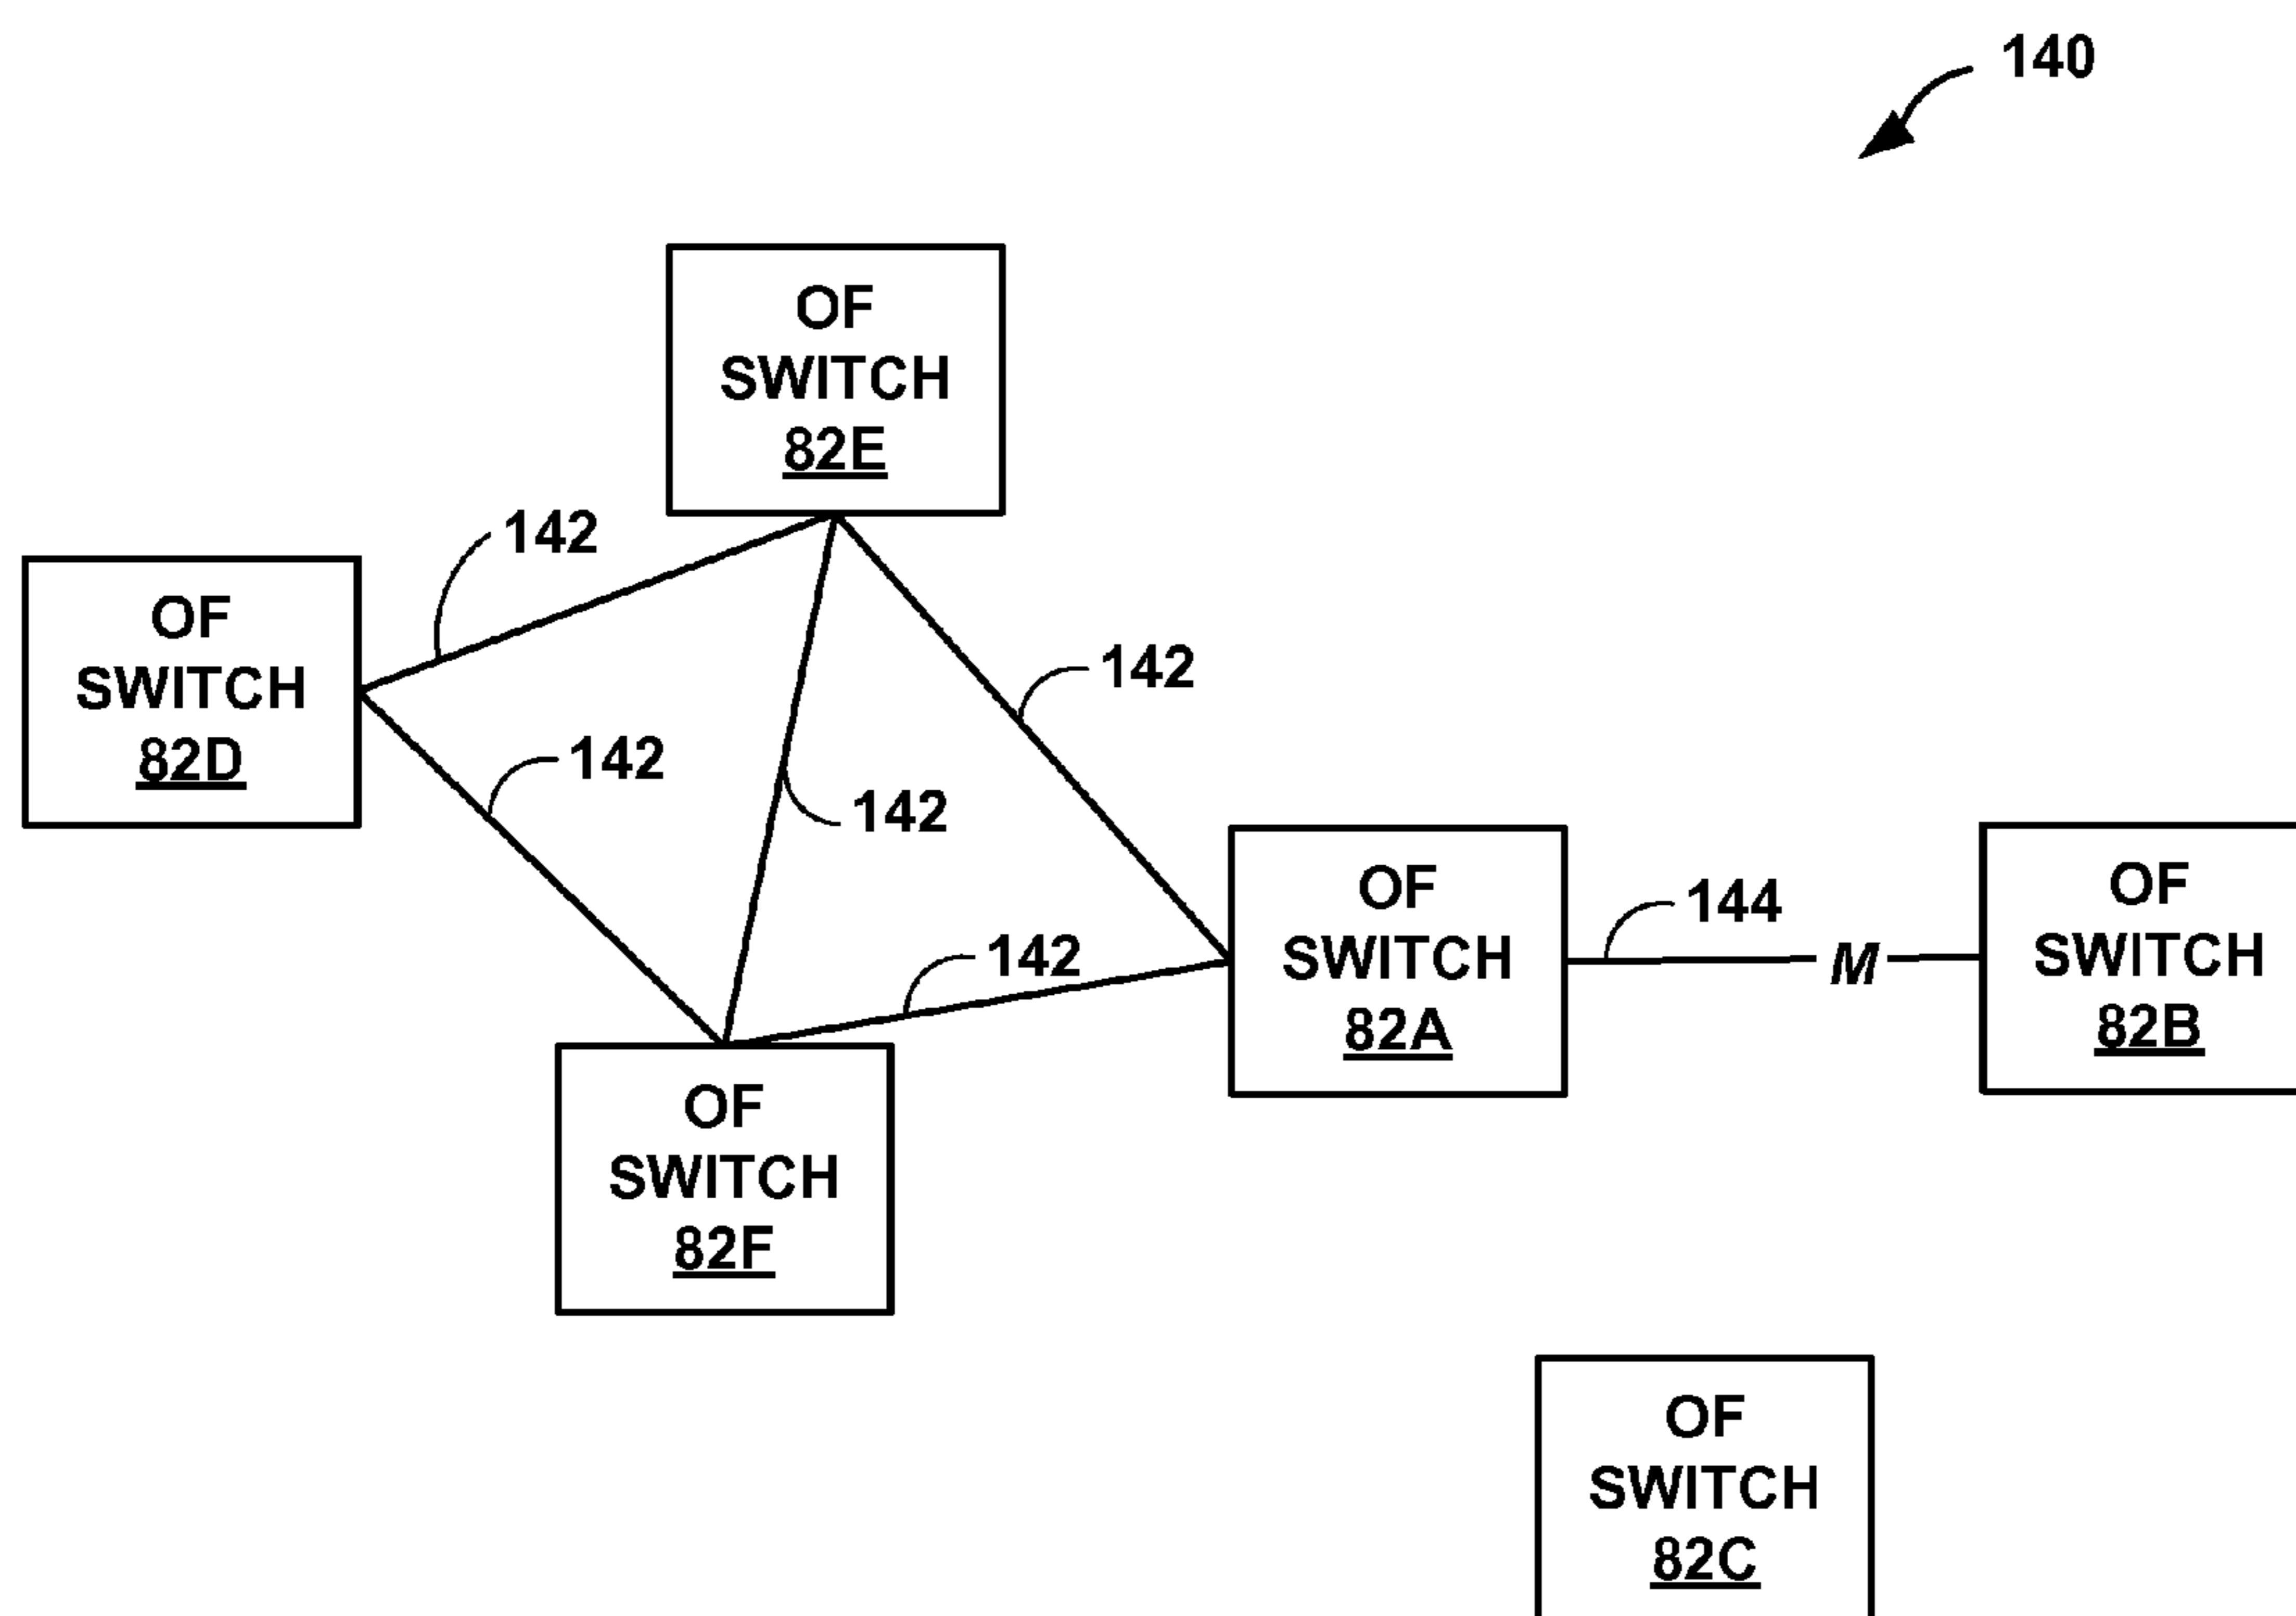 140
OF
SWITCH
82E
142
OF
SWITCH
82D
142
142
142
142
OF
SWITCH
82A
144
M
OF
SWITCH
82B
OF
SWITCH
82F
OF
SWITCH
82C